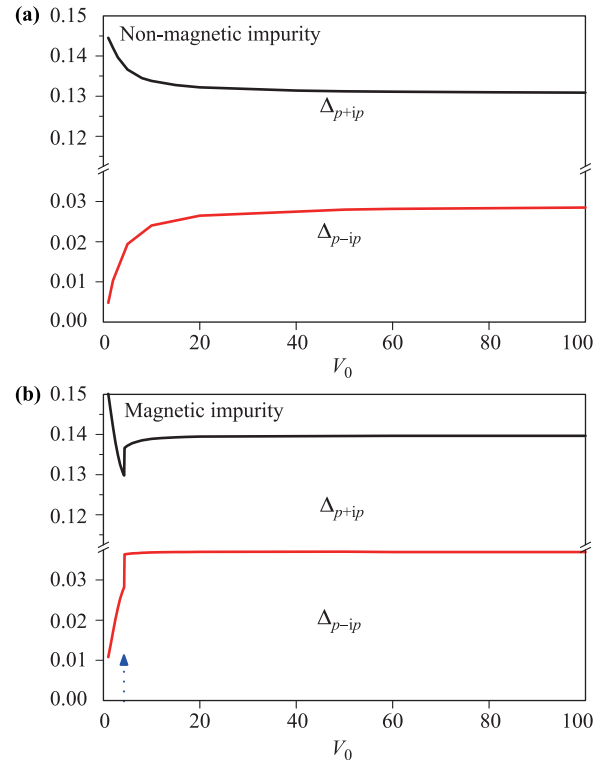 (a)
Non-magnetic impurity
0.15
0.14
0.13
0.12
0.03
0.02
0.01
0.00
Δp+ip
Δp−ip
0 20 40 60 80 100
V0
(b)
Magnetic impurity
0.15
0.14
0.13
0.12
0.03
0.02
0.01
0.00
Δp+ip
Δp−ip
0 20 40 60 80 100
V0